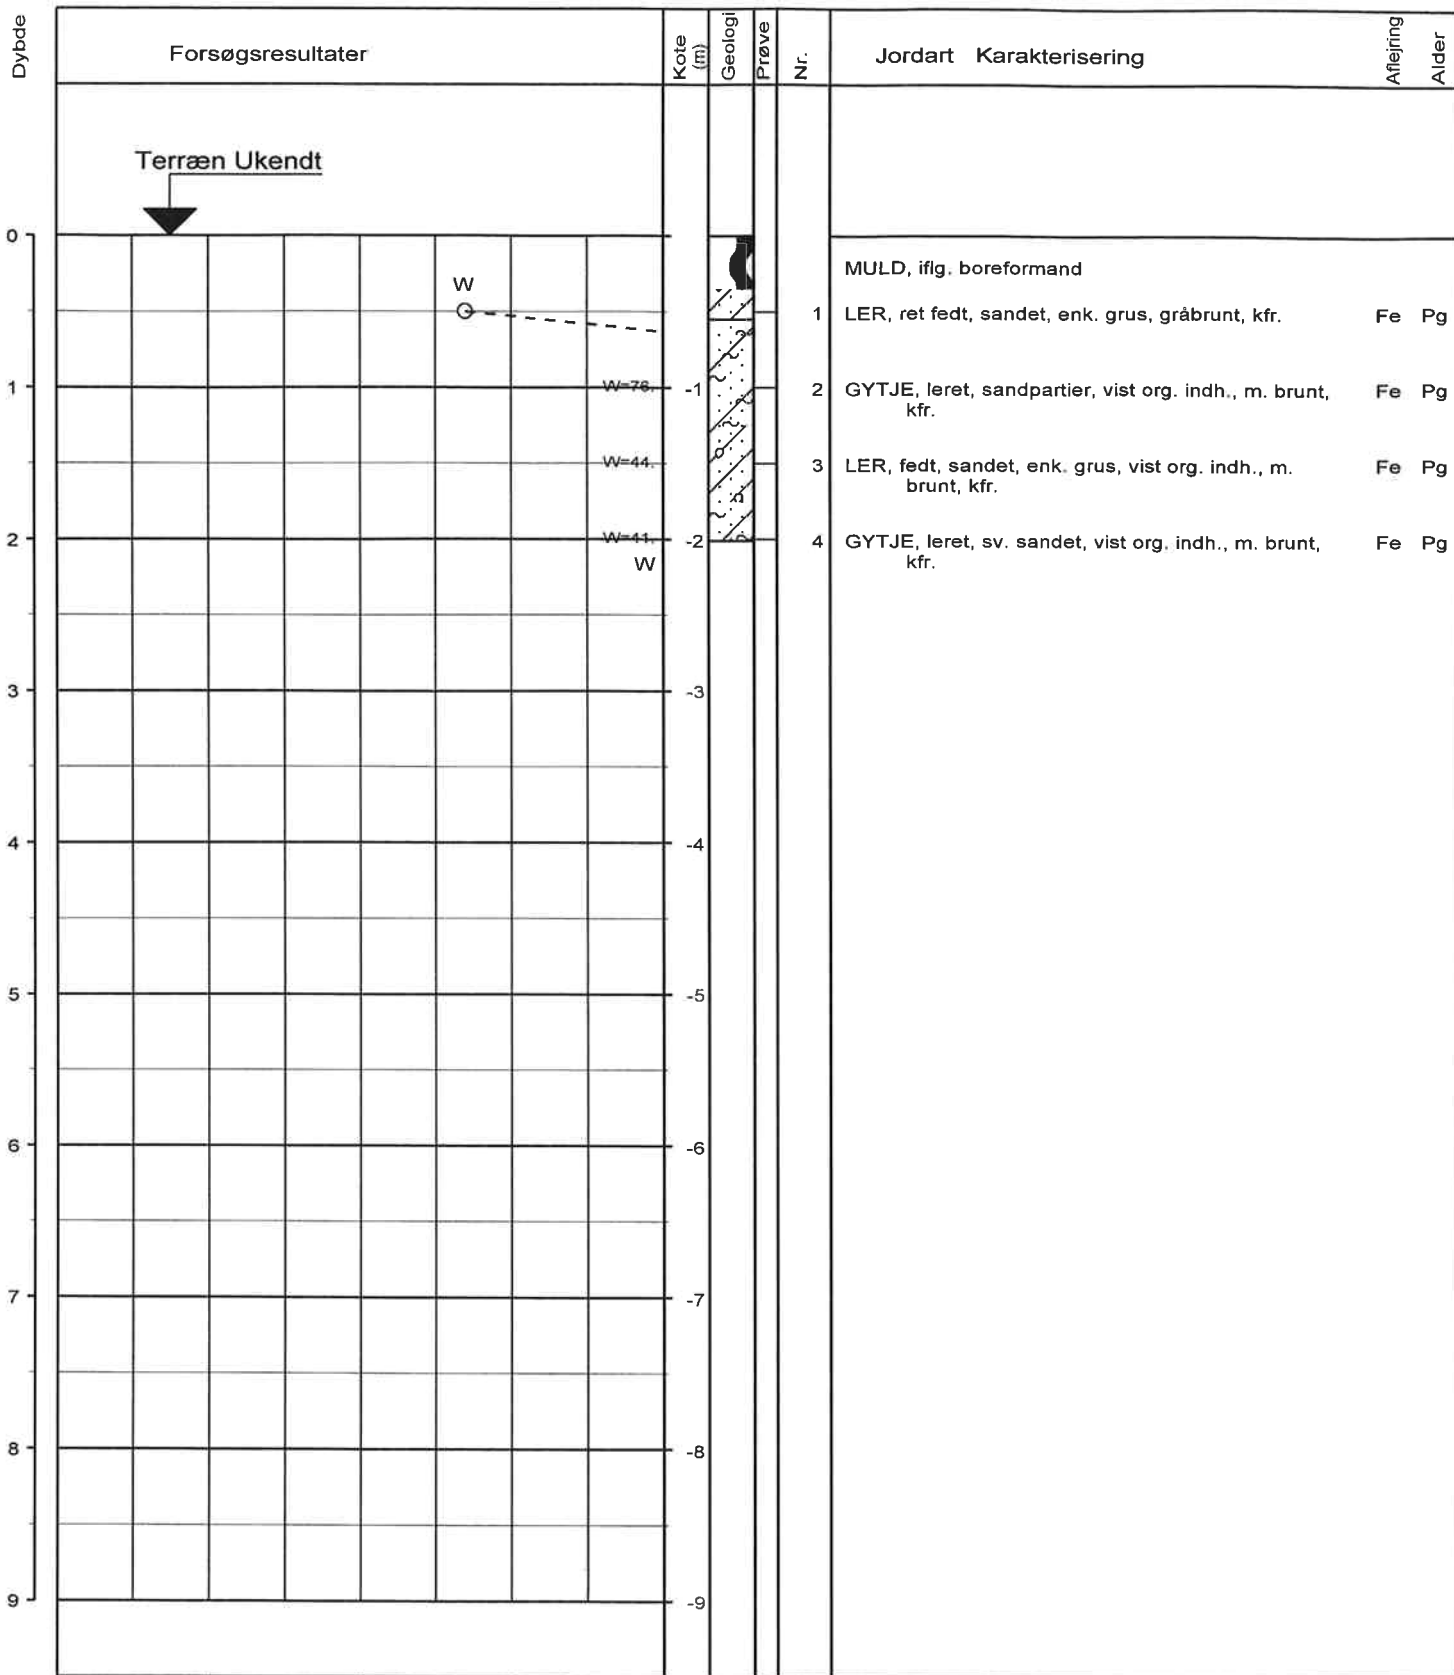 Dybde
Forsøgsresultater
Kote (m)
Geologi
Prøve
Nr.
Jordart Karakterisering
Aflejring
Alder
Terræn Ukendt
0
MULD, iflg. boreformand
W
1 LER, ret fedt, sandet, enk. grus, gråbrunt, kfr. Fe Pg
1 W=76. -1 2 GYTJE, leret, sandpartier, vist org. indh., m. brunt, Fe Pg
kfr.
W=44. 3 LER, fedt, sandet, enk. grus, vist org. indh., m. Fe Pg
brunt, kfr.
2 W=41. -2 4 GYTJE, leret, sv. sandet, vist org. indh., m. brunt, Fe Pg
W kfr.
3 -3
4 -4
5 -5
6 -6
7 -7
8 -8
9 -9